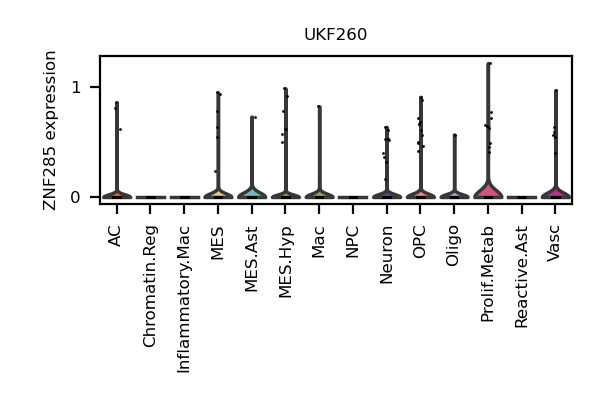 UKF260
ZNF285 expression
1
0
AC
Chromatin.Reg
Inflammatory.Mac
MES
MES.Ast
MES.Hyp
Mac
NPC
Neuron
OPC
Oligo
Prolif.Metab
Reactive.Ast
Vasc